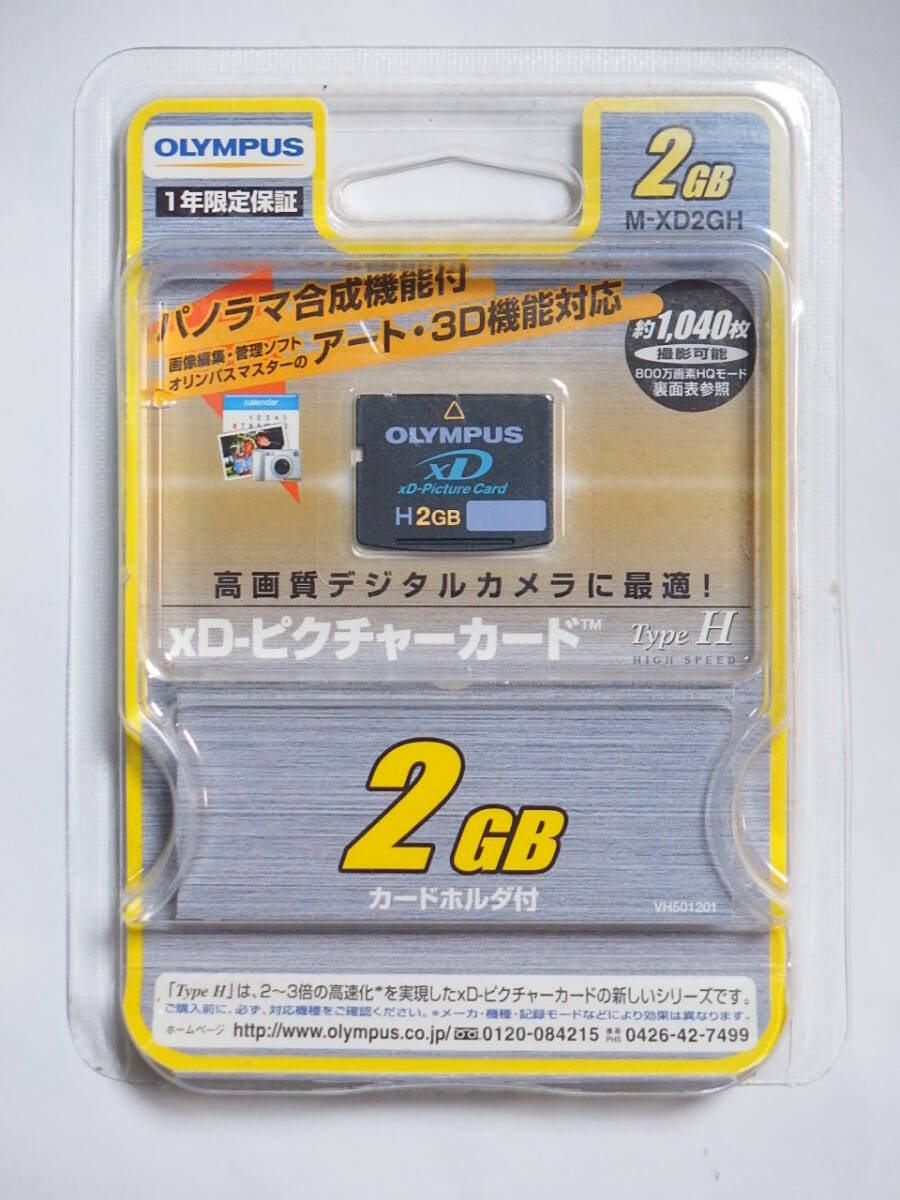 OLYMPUS
1年限定保証
2GB
M-XD2GH
パノラマ合成機能付
画像編集・管理ソフト
オリンパスマスターの
アート・3D機能対応
約1,040枚
撮影可能
800万画素HQモード
裏面表参照
calendar
1 2 3 4 5
OLYMPUS
xD
xD-Picture Card
H 2GB
高画質デジタルカメラに最適!
xD-ピクチャーカード™
Type H
HIGH SPEED
2GB
カードホルダ付
VH501201
「Type H」は、2〜3倍の高速化*を実現したxD-ピクチャーカードの新しいシリーズです。
ご購入前に、必ず、対応機種をご確認ください。*メーカ・機種・記録モードなどにより効果は異なります。
ホームページ http://www.olympus.co.jp/ 0120-084215 携帯 PHS 0426-42-7499